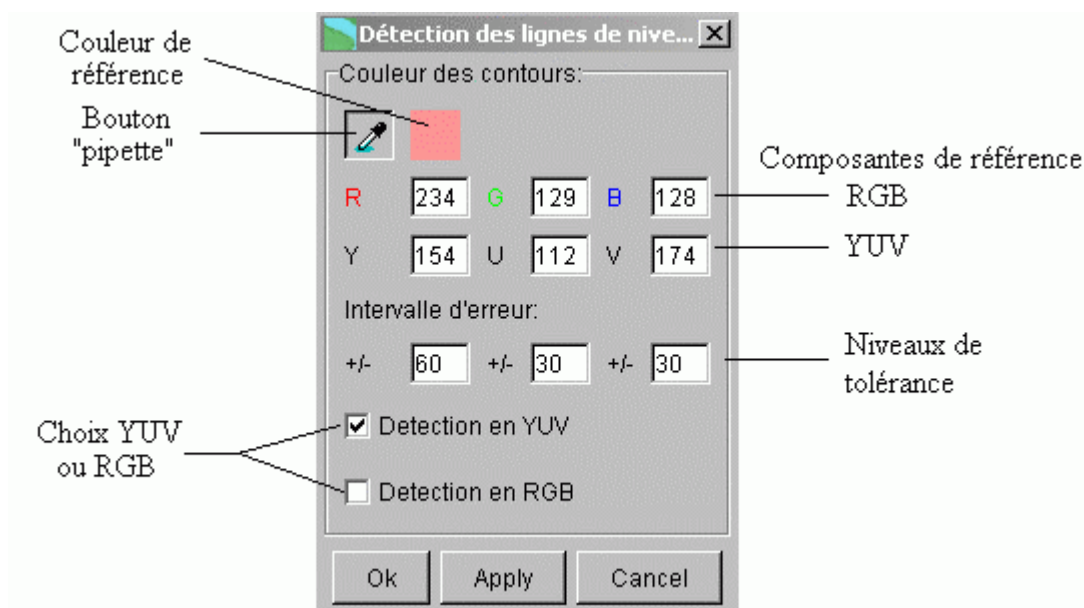 Détection des lignes de nive...
Couleur de
référence
Couleur des contours:
Bouton
"pipette"
Composantes de référence
R 234 G 129 B 128
RGB
Y 154 U 112 V 174
YUV
Intervalle d'erreur:
+/- 60 +/- 30 +/- 30
Niveaux de
tolérance
Choix YUV
ou RGB
Detection en YUV
Detection en RGB
Ok Apply Cancel